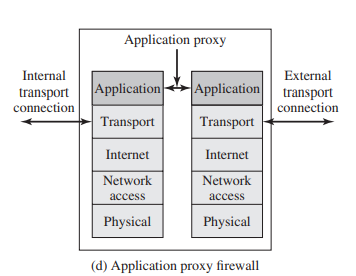 Application proxy
Internal
transport
connection
External
transport
connection
Application
Application
Transport
Transport
Internet
Internet
Network
access
Network
access
Physical
Physical
(d) Application proxy firewall